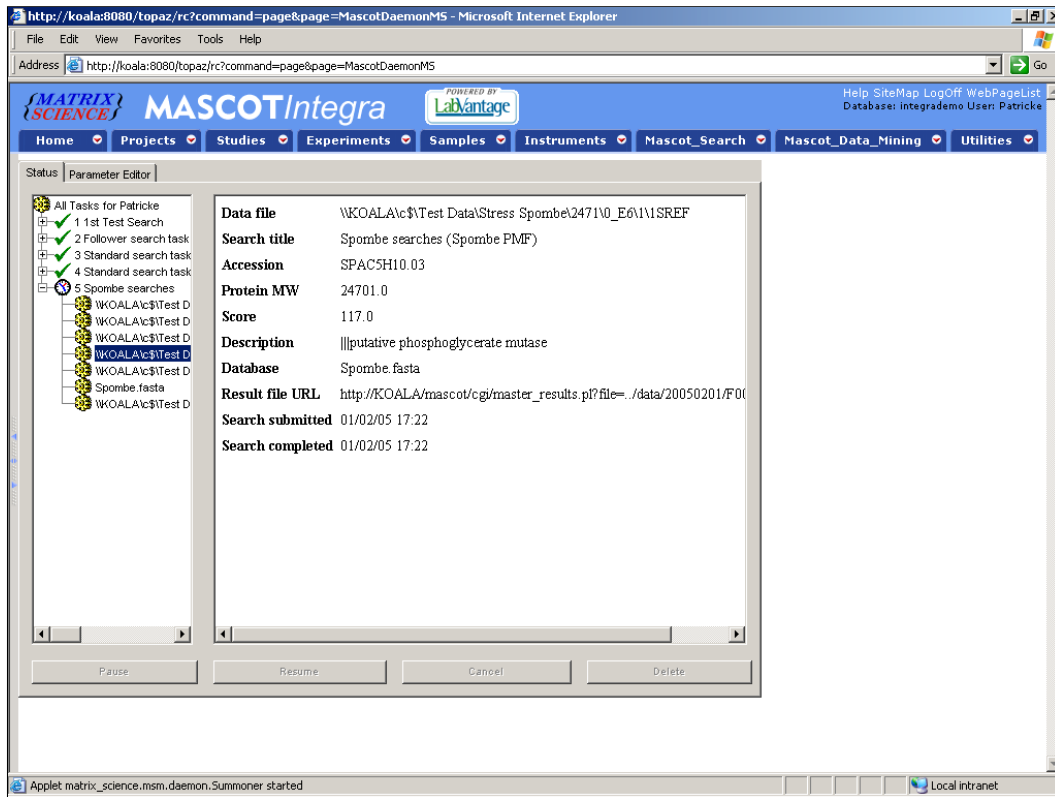 http://koala:8080/topaz/rc?command=page&page=MascotDaemonMS - Microsoft Internet Explorer
File Edit View Favorites Tools Help
Address http://koala:8080/topaz/rc?command=page&page=MascotDaemonMS Go
{MATRIX SCIENCE} MASCOTIntegra POWERED BY LabVantage
Help SiteMap LogOff WebPageList
Database: integrademo User: Patricke
Home Projects Studies Experiments Samples Instruments Mascot_Search Mascot_Data_Mining Utilities
Status Parameter Editor
All Tasks for Patricke
1 1st Test Search
2 Follower search task
3 Standard search task
4 Standard search task
5 Spombe searches
\\KOALA\c$\Test D
\\KOALA\c$\Test D
\\KOALA\c$\Test D
\\KOALA\c$\Test D
\\KOALA\c$\Test D
Spombe.fasta
\\KOALA\c$\Test D
Data file \\KOALA\c$\Test Data\Stress Spombe\2471\0_E6\1\1SREF
Search title Spombe searches (Spombe PMF)
Accession SPAC5H10.03
Protein MW 24701.0
Score 117.0
Description |||putative phosphoglycerate mutase
Database Spombe.fasta
Result file URL http://KOALA/mascot/cgi/master_results.pl?file=../data/20050201/F00
Search submitted 01/02/05 17:22
Search completed 01/02/05 17:22
Pause Resume Cancel Delete
Applet matrix_science.msm.daemon.Summoner started
Local intranet